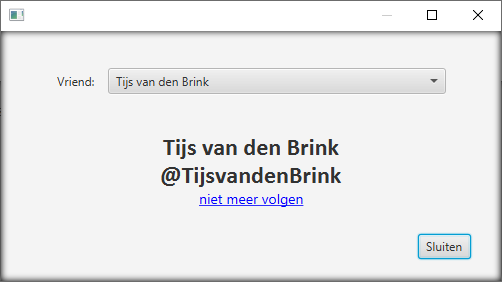 Vriend: Tijs van den Brink
Tijs van den Brink
@TijsvandenBrink
niet meer volgen
Sluiten